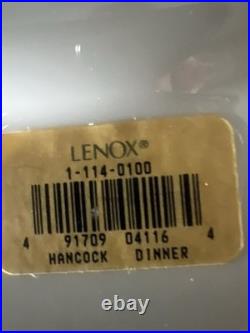 LENOX®
1-114-0100
4 91709 04116 4
HANCOCK DINNER